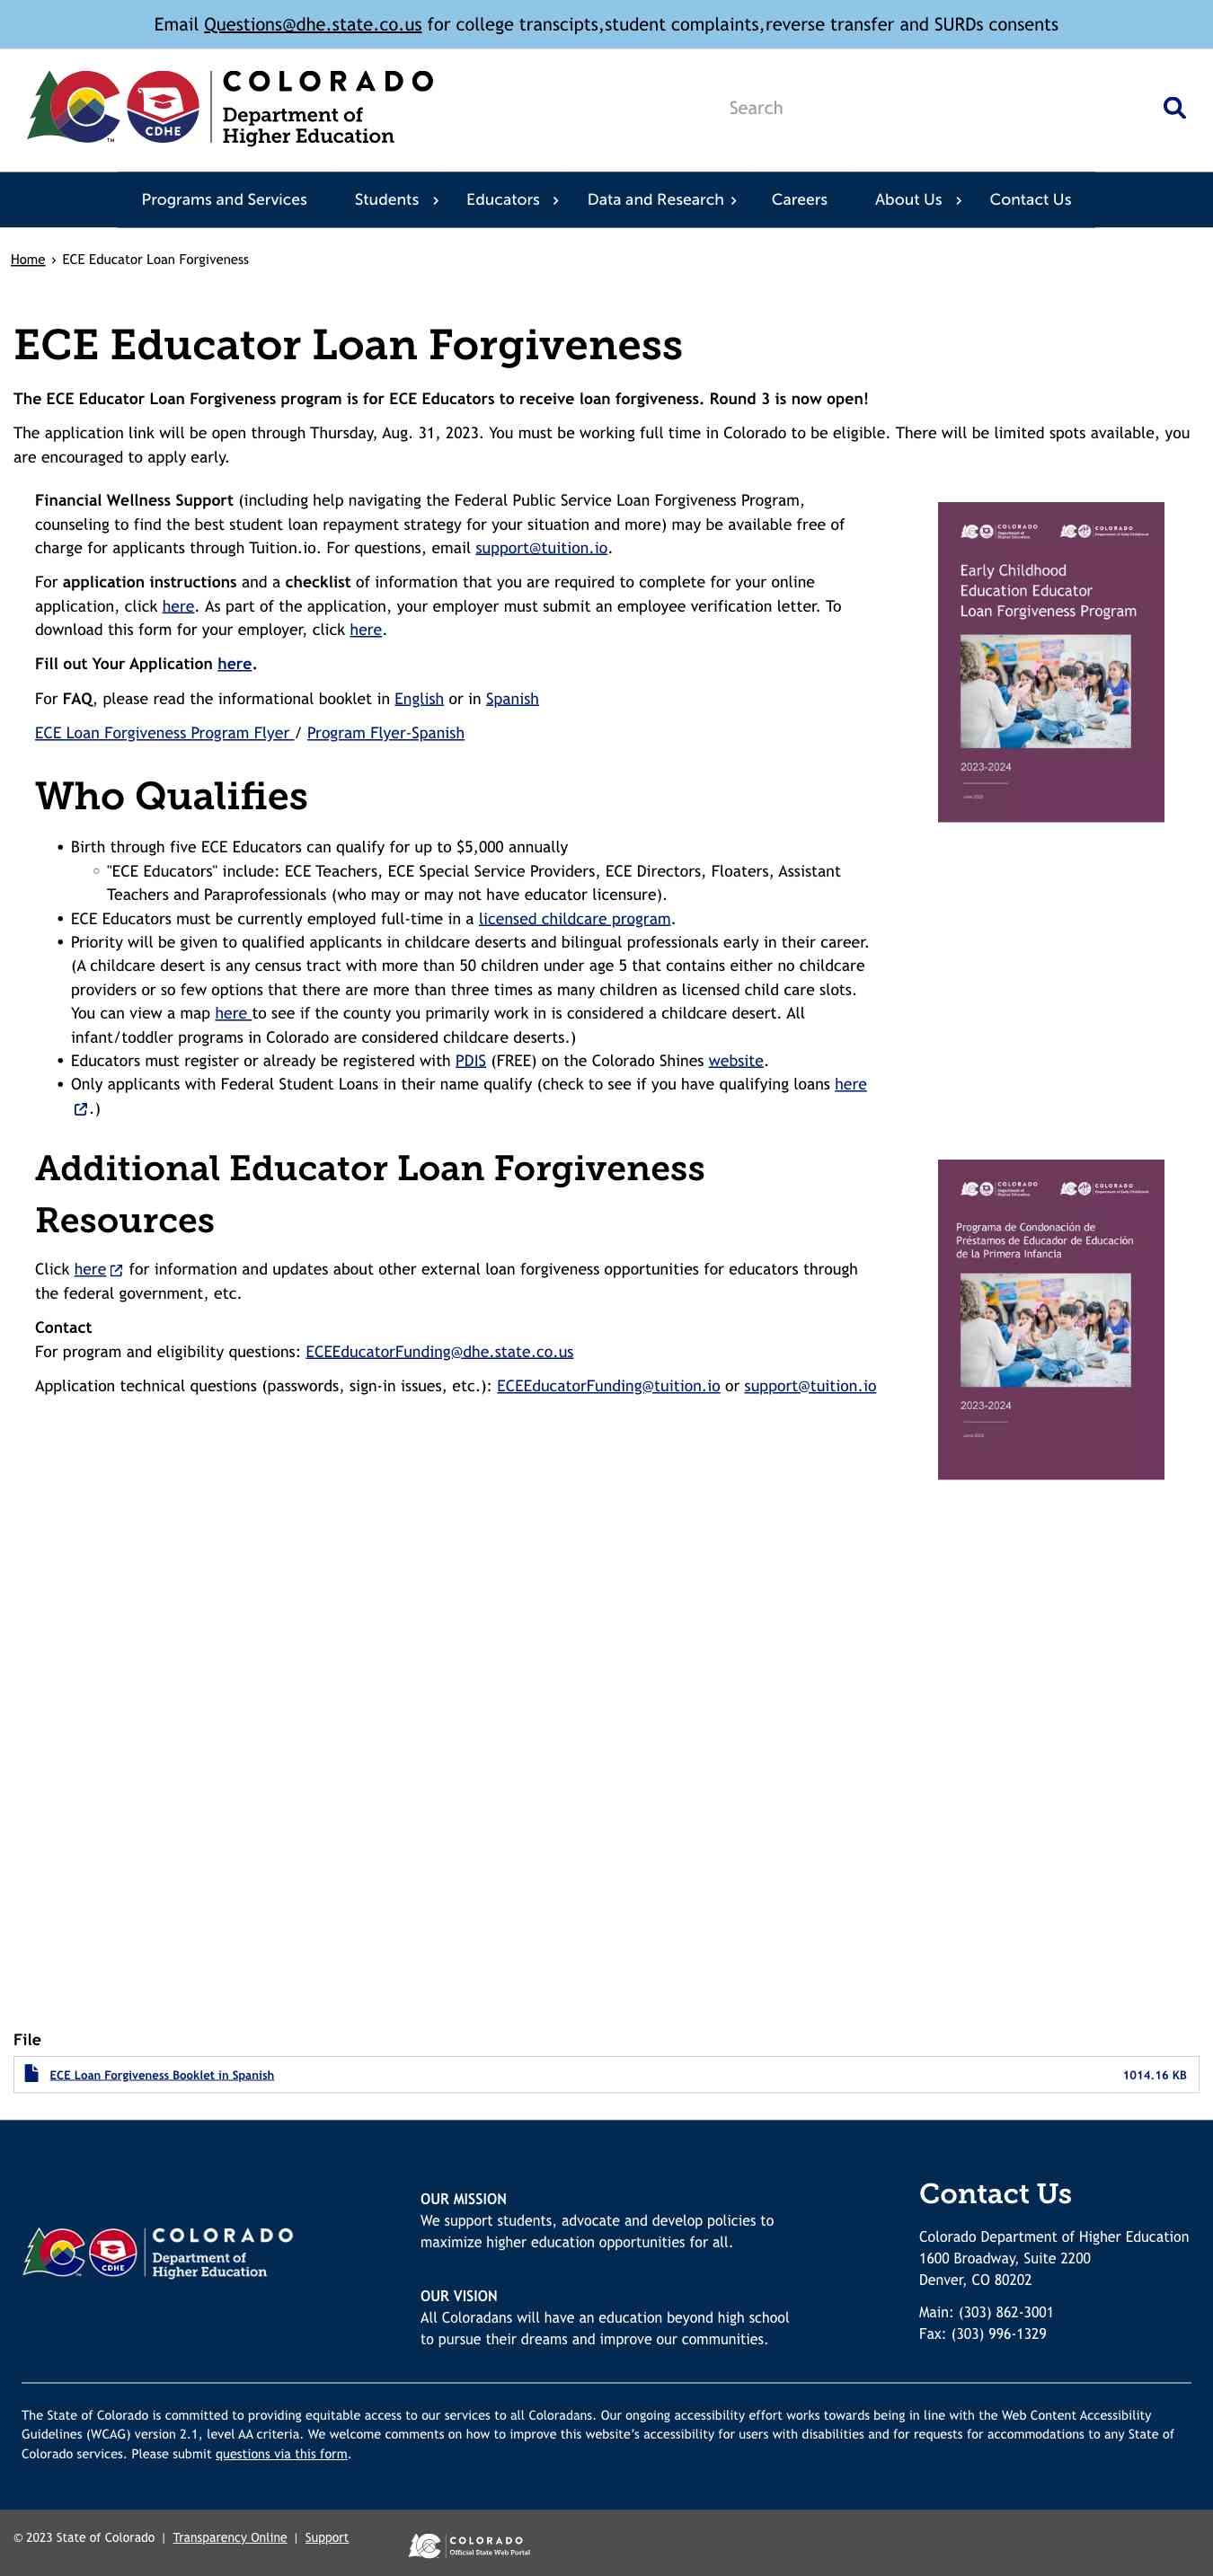 Email Questions@dhe.state.co.us for college transcipts,student complaints,reverse transfer and SURDs consents
COLORADO
Department of
Higher Education
CDHE
TM
Search
Programs and Services
Students
Educators
Data and Research
Careers
About Us
Contact Us
Home › ECE Educator Loan Forgiveness
ECE Educator Loan Forgiveness
The ECE Educator Loan Forgiveness program is for ECE Educators to receive loan forgiveness. Round 3 is now open!
The application link will be open through Thursday, Aug. 31, 2023. You must be working full time in Colorado to be eligible. There will be limited spots available, you
are encouraged to apply early.
Financial Wellness Support (including help navigating the Federal Public Service Loan Forgiveness Program,
counseling to find the best student loan repayment strategy for your situation and more) may be available free of
charge for applicants through Tuition.io. For questions, email support@tuition.io.
For application instructions and a checklist of information that you are required to complete for your online
application, click here. As part of the application, your employer must submit an employee verification letter. To
download this form for your employer, click here.
Fill out Your Application here.
For FAQ, please read the informational booklet in English or in Spanish
ECE Loan Forgiveness Program Flyer / Program Flyer-Spanish
COLORADO
Department of
Higher Education
COLORADO
Department of Early Childhood
Early Childhood
Education Educator
Loan Forgiveness Program
2023-2024
Who Qualifies
• Birth through five ECE Educators can qualify for up to $5,000 annually
◦ "ECE Educators" include: ECE Teachers, ECE Special Service Providers, ECE Directors, Floaters, Assistant
Teachers and Paraprofessionals (who may or may not have educator licensure).
• ECE Educators must be currently employed full-time in a licensed childcare program.
• Priority will be given to qualified applicants in childcare deserts and bilingual professionals early in their career.
(A childcare desert is any census tract with more than 50 children under age 5 that contains either no childcare
providers or so few options that there are more than three times as many children as licensed child care slots.
You can view a map here to see if the county you primarily work in is considered a childcare desert. All
infant/toddler programs in Colorado are considered childcare deserts.)
• Educators must register or already be registered with PDIS (FREE) on the Colorado Shines website.
• Only applicants with Federal Student Loans in their name qualify (check to see if you have qualifying loans here
.)
Additional Educator Loan Forgiveness
Resources
Click here for information and updates about other external loan forgiveness opportunities for educators through
the federal government, etc.
Contact
For program and eligibility questions: ECEEducatorFunding@dhe.state.co.us
Application technical questions (passwords, sign-in issues, etc.): ECEEducatorFunding@tuition.io or support@tuition.io
COLORADO
Department of
Higher Education
COLORADO
Department of Early Childhood
Programa de Condonación de
Préstamos de Educador de Educación
de la Primera Infancia
2023-2024
File
ECE Loan Forgiveness Booklet in Spanish
1014.16 KB
COLORADO
Department of
Higher Education
CDHE
OUR MISSION
We support students, advocate and develop policies to
maximize higher education opportunities for all.
OUR VISION
All Coloradans will have an education beyond high school
to pursue their dreams and improve our communities.
Contact Us
Colorado Department of Higher Education
1600 Broadway, Suite 2200
Denver, CO 80202
Main: (303) 862-3001
Fax: (303) 996-1329
The State of Colorado is committed to providing equitable access to our services to all Coloradans. Our ongoing accessibility effort works towards being in line with the Web Content Accessibility
Guidelines (WCAG) version 2.1, level AA criteria. We welcome comments on how to improve this website's accessibility for users with disabilities and for requests for accommodations to any State of
Colorado services. Please submit questions via this form.
© 2023 State of Colorado | Transparency Online | Support
COLORADO
Official State Web Portal